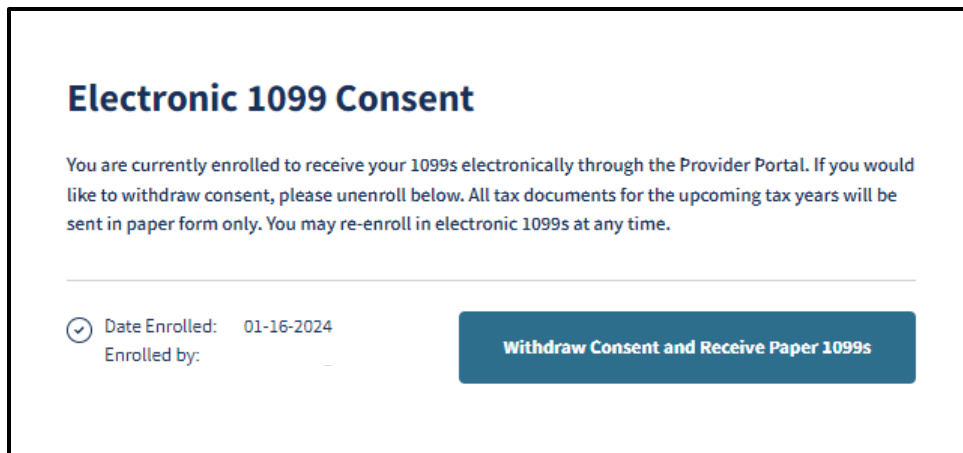 Electronic 1099 Consent
You are currently enrolled to receive your 1099s electronically through the Provider Portal. If you would
like to withdraw consent, please unenroll below. All tax documents for the upcoming tax years will be
sent in paper form only. You may re-enroll in electronic 1099s at any time.
Date Enrolled: 01-16-2024
Enrolled by:
Withdraw Consent and Receive Paper 1099s